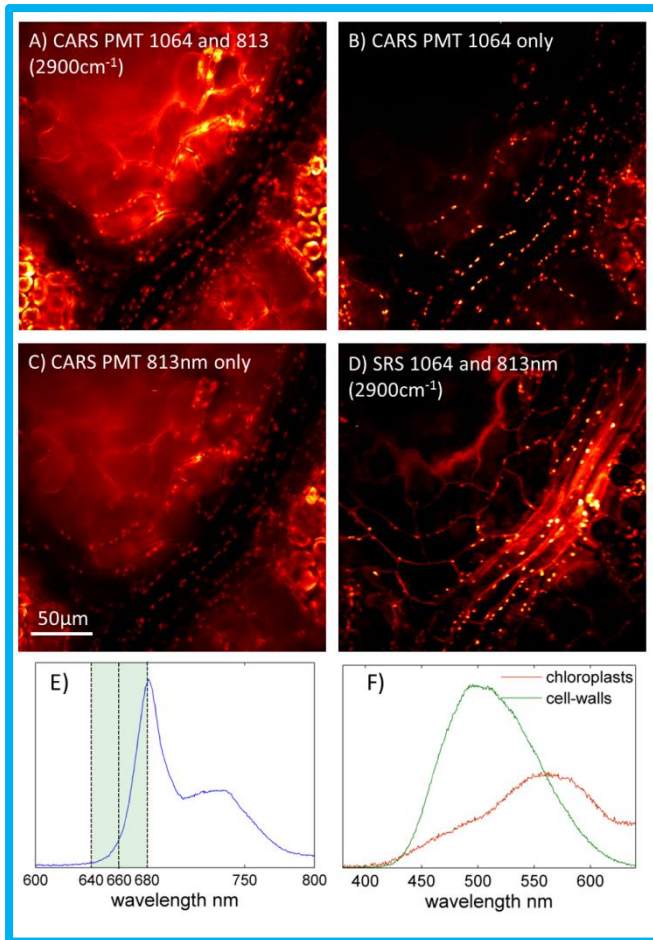 A) CARS PMT 1064 and 813
(2900cm⁻¹)
B) CARS PMT 1064 only
C) CARS PMT 813nm only
50µm
D) SRS 1064 and 813nm
(2900cm⁻¹)
E)
600 640 660 680 750 800
wavelength nm
F)
chloroplasts
cell-walls
400 450 500 550 600
wavelength nm